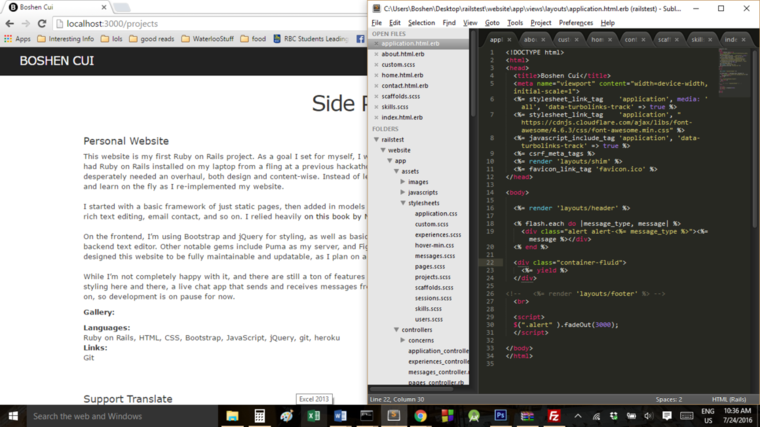 Boshen Cui
localhost:3000/projects
Apps
Interesting Info
lols
good reads
WaterlooStuff
food
RBC Students Leading
BOSHEN CUI
Side
Personal Website
This website is my first Ruby on Rails project. As a goal I set for myself, I
had Ruby on Rails installed on my laptop from a fling at a previous
desperately needed an overhaul, both design and content-wise. Instead of
and learn on the fly as I re-implemented my website.
I started with a basic framework of just static pages, then added in models
rich text editing, email contact, and so on. I relied heavily on this book by
On the frontend, I'm using Bootstrap and jQuery for styling, as well as
backend text editor. Other notable gems include Puma as my server, and
designed this website to be fully maintainable and updatable, as I plan on
While I'm not completely happy with it, and there are still a ton of features
styling here and there, a live chat app that sends and receives messages
on, so development is on pause for now.
Gallery:
Languages:
Ruby on Rails, HTML, CSS, Bootstrap, JavaScript, jQuery, git, heroku
Links:
Git
Support Translate
Excel 2013
C:\Users\Boshen\Desktop\railstest\website\app\views\layouts\application.html.erb (railstest) - Subl...
File Edit Selection Find View Goto Tools Project Preferences Help
OPEN FILES
application.html.erb
about.html.erb
custom.scss
home.html.erb
contact.html.erb
scaffolds.scss
skills.scss
index.html.erb
FOLDERS
railstest
website
app
assets
images
javascripts
stylesheets
application.css
custom.scss
experiences.scss
hover-min.css
messages.scss
pages.scss
projects.scss
scaffolds.scss
sessions.scss
skills.scss
users.scss
controllers
concerns
application_controlle
experiences_controlle
messages_controller.r
pages_controller.rb
1 <!DOCTYPE html>
2 <html>
3 <head>
4 <title>Boshen Cui</title>
5 <meta name="viewport" content="width=device-width,
initial-scale=1">
6 <%= stylesheet_link_tag 'application', media: '
all', 'data-turbolinks-track' => true %>
7 <%= stylesheet_link_tag 'application', "
https://cdnjs.cloudflare.com/ajax/libs/font-
awesome/4.6.3/css/font-awesome.min.css" %>
8 <%= javascript_include_tag 'application', 'data-
turbolinks-track' => true %>
9 <%= csrf_meta_tags %>
10 <%= render 'layouts/shim' %>
11 <%= favicon_link_tag 'favicon.ico' %>
12 </head>
13
14 <body>
15
16 <%= render 'layouts/header' %>
17
18 <% flash.each do |message_type, message| %>
19 <div class="alert alert-<%= message_type %>"><%=
message %></div>
20 <% end %>
21
22 <div class="container-fluid">
23 <%= yield %>
24 </div>
25
26 <!-- <%= render 'layouts/footer' %> -->
27 <br>
28
29 <script>
30 $(".alert" ).fadeOut(3000);
31 </script>
32
33 </body>
34 </html>
35
Line 22, Column 30
Spaces: 2
HTML (Rails)
Search the web and Windows
ENG
US
10:36 AM
7/24/2016